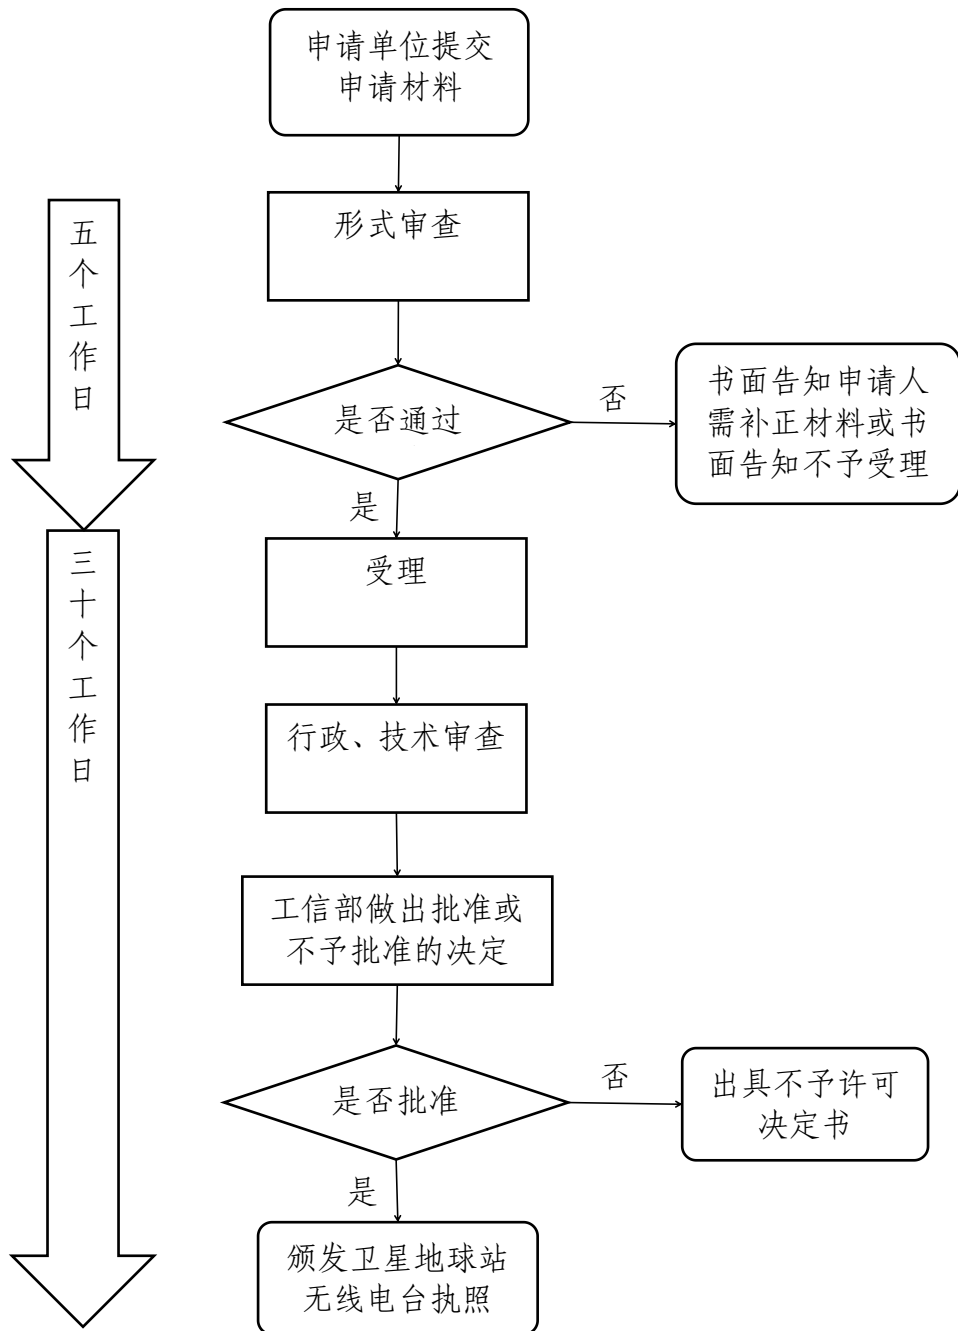 申请单位提交
申请材料
五
个
工
作
日
形式审查
是否通过
否
书面告知申请人
需补正材料或书
面告知不予受理
是
三
十
个
工
作
日
受理
行政、技术审查
工信部做出批准或
不予批准的决定
是否批准
否
出具不予许可
决定书
是
颁发卫星地球站
无线电台执照